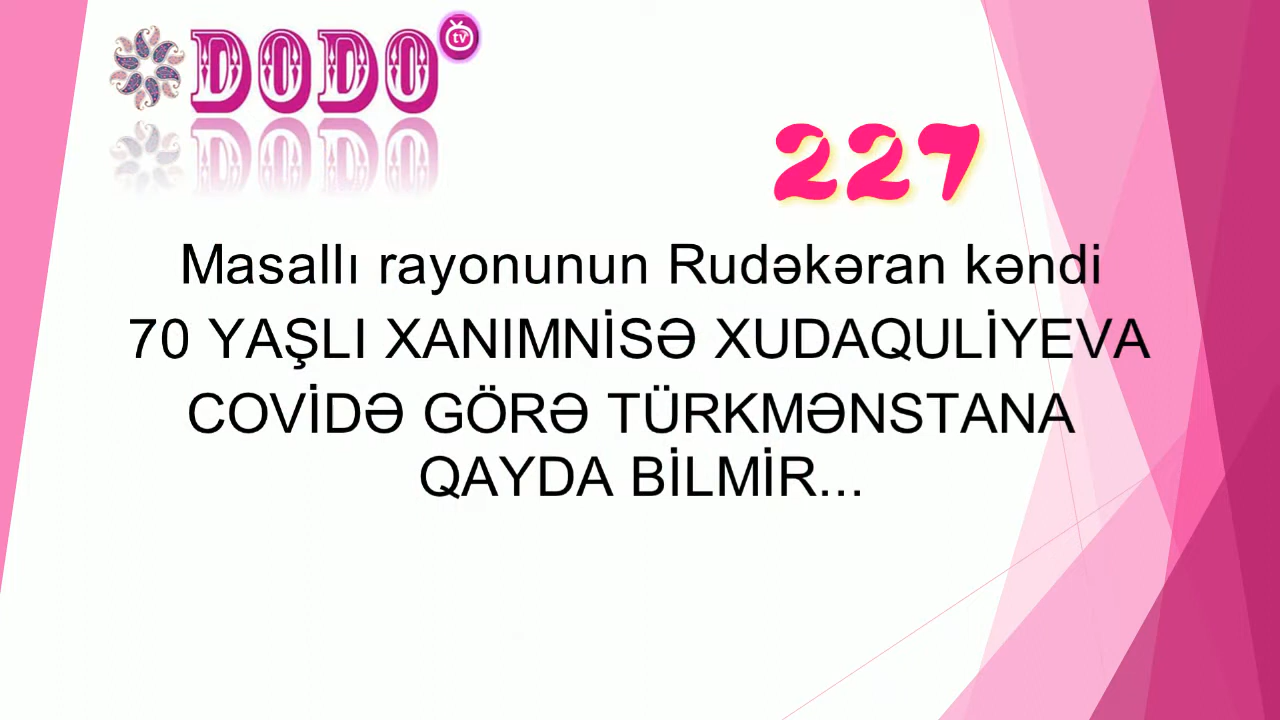 DODO tv
227
Masallı rayonunun Rudəkəran kəndi
70 YAŞLI XANIMNİSƏ XUDAQULİYEVA
COVİDƏ GÖRƏ TÜRKMƏNSTANA
QAYDA BİLMİR...